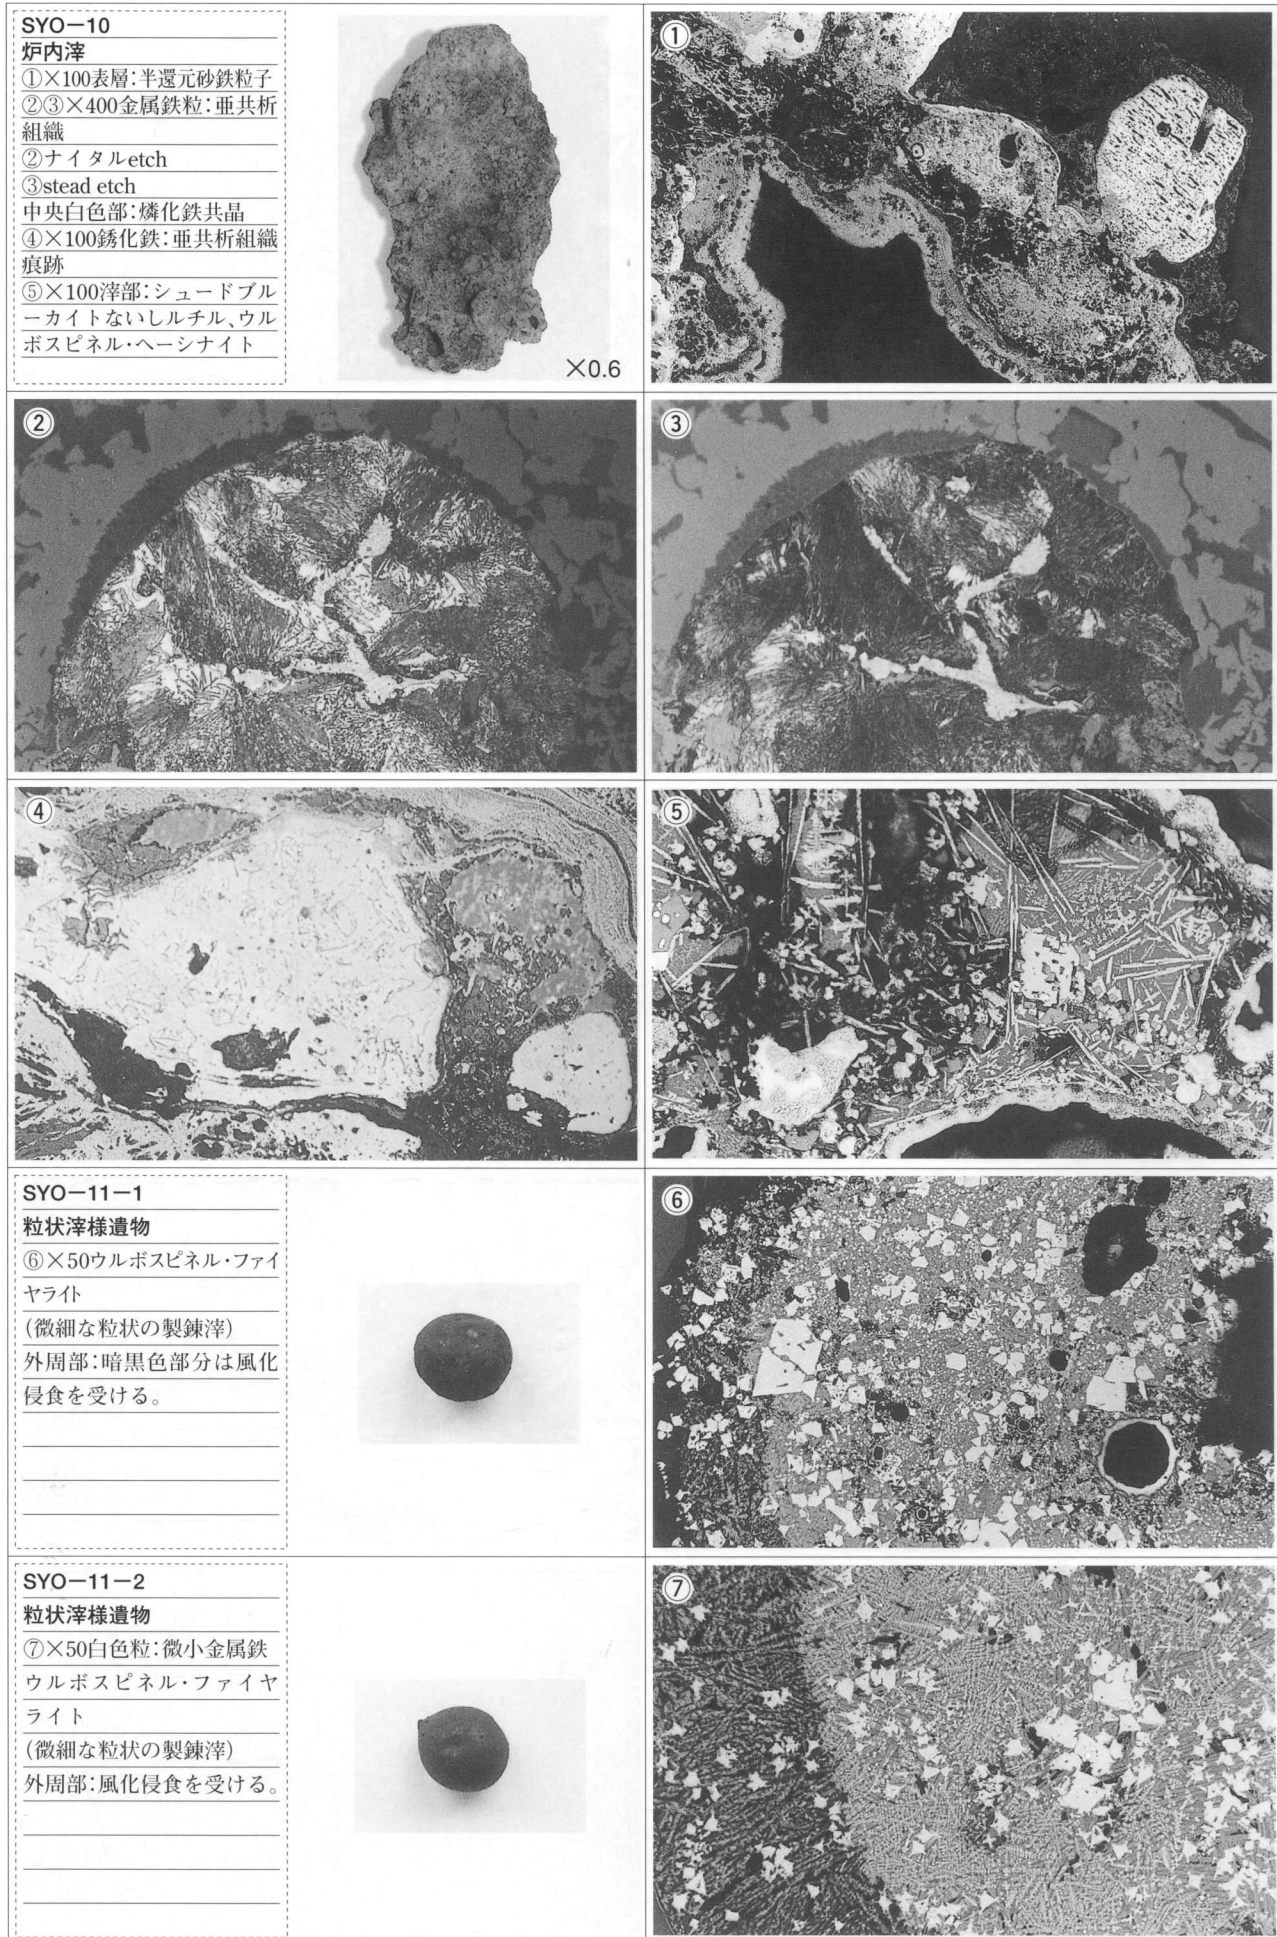 SYO−10
炉内滓
①×100表層:半還元砂鉄粒子
②③×400金属鉄粒:亜共析
組織
②ナイタルetch
③stead etch
中央白色部:燐化鉄共晶
④×100銹化鉄:亜共析組織
痕跡
⑤×100滓部:シュードブル
ーカイトないしルチル、ウル
ボスピネル・ヘーシナイト
×0.6
①
②
③
④
⑤
SYO−11−1
粒状滓様遺物
⑥×50ウルボスピネル・ファイ
ヤライト
(微細な粒状の製錬滓)
外周部:暗黒色部分は風化
侵食を受ける。
⑥
SYO−11−2
粒状滓様遺物
⑦×50白色粒:微小金属鉄
ウルボスピネル・ファイヤ
ライト
(微細な粒状の製錬滓)
外周部:風化侵食を受ける。
⑦